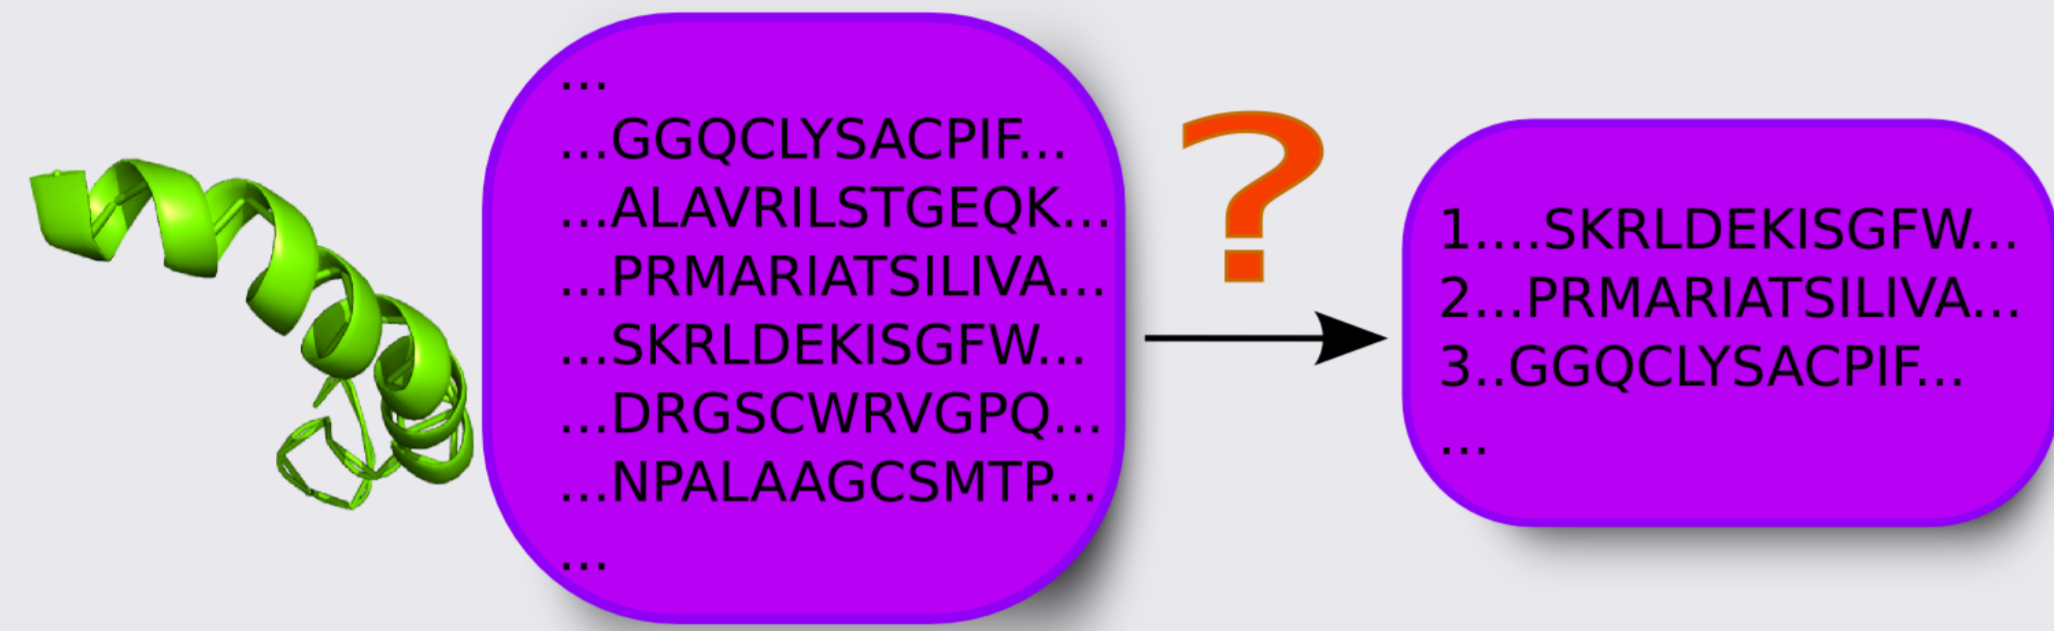 ...
...GGQCLYSACPIF...
...ALAVRILSTGEQK...
...PRMARIATSILIVA...
...SKRLDEKISGFW...
...DRGSCWRVGPQ...
...NPALAAGCSMTP...
...
?
1....SKRLDEKISGFW...
2...PRMARIATSILIVA...
3..GGQCLYSACPIF...
...